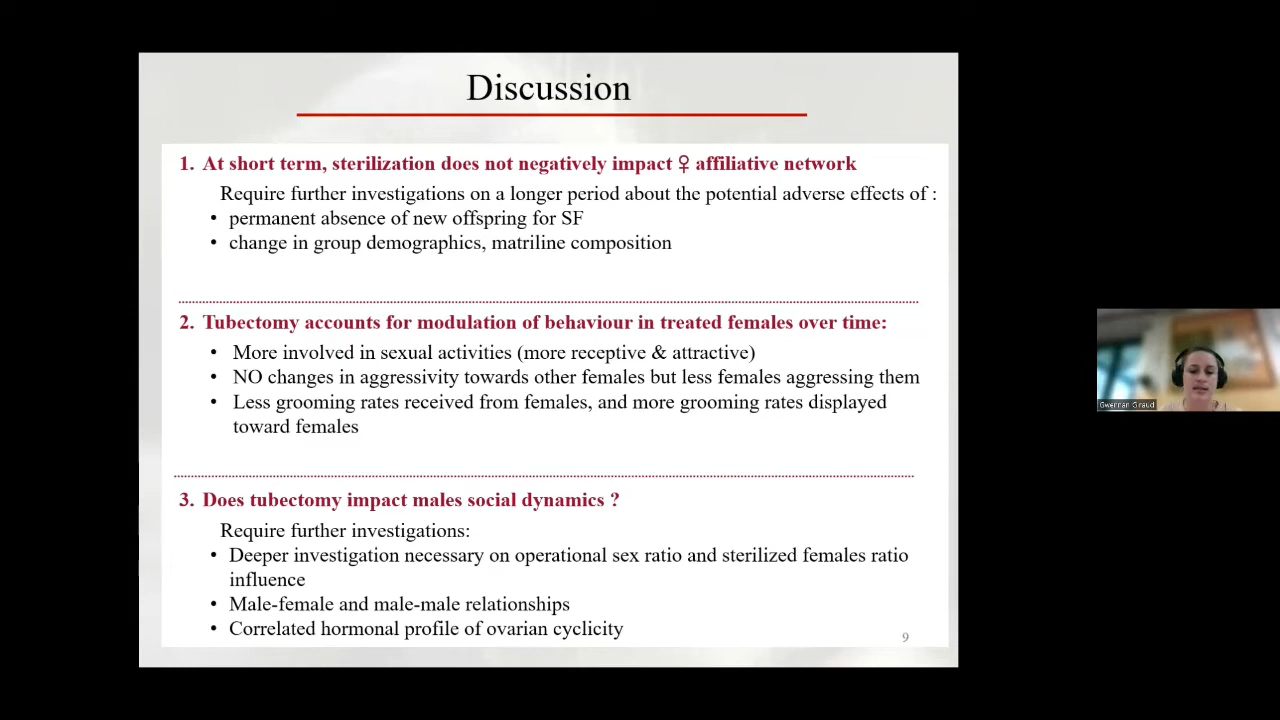 Discussion
1. At short term, sterilization does not negatively impact ♀ affiliative network
Require further investigations on a longer period about the potential adverse effects of :
• permanent absence of new offspring for SF
• change in group demographics, matriline composition
2. Tubectomy accounts for modulation of behaviour in treated females over time:
• More involved in sexual activities (more receptive & attractive)
• NO changes in aggressivity towards other females but less females aggressing them
• Less grooming rates received from females, and more grooming rates displayed
toward females
3. Does tubectomy impact males social dynamics ?
Require further investigations:
• Deeper investigation necessary on operational sex ratio and sterilized females ratio
influence
• Male-female and male-male relationships
• Correlated hormonal profile of ovarian cyclicity
9
Gwennan Giraud